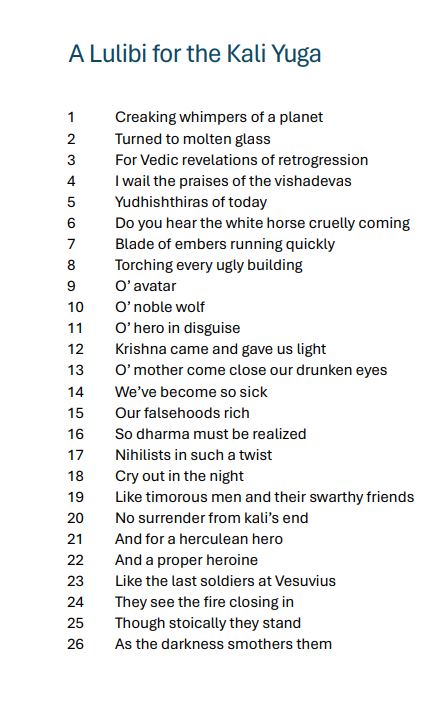 A Lulibi for the Kali Yuga
1 Creaking whimpers of a planet
2 Turned to molten glass
3 For Vedic revelations of retrogression
4 I wail the praises of the vishadevas
5 Yudhishthiras of today
6 Do you hear the white horse cruelly coming
7 Blade of embers running quickly
8 Torching every ugly building
9 O’ avatar
10 O’ noble wolf
11 O’ hero in disguise
12 Krishna came and gave us light
13 O’ mother come close our drunken eyes
14 We’ve become so sick
15 Our falsehoods rich
16 So dharma must be realized
17 Nihilists in such a twist
18 Cry out in the night
19 Like timorous men and their swarthy friends
20 No surrender from kali’s end
21 And for a herculean hero
22 And a proper heroine
23 Like the last soldiers at Vesuvius
24 They see the fire closing in
25 Though stoically they stand
26 As the darkness smothers them